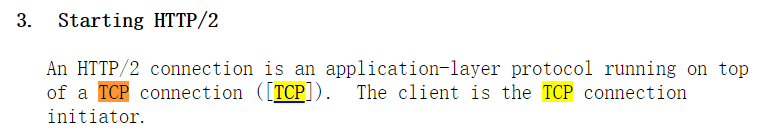 3.  Starting HTTP/2
An HTTP/2 connection is an application-layer protocol running on top
of a TCP connection ([TCP]).  The client is the TCP connection
initiator.